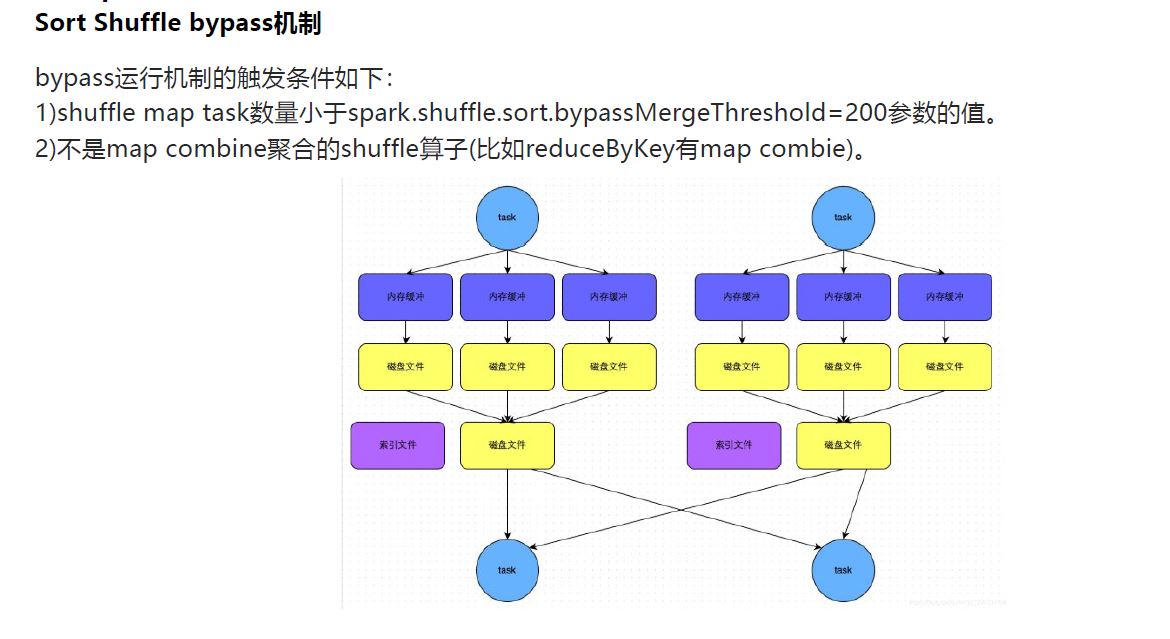 Sort Shuffle bypass机制
bypass运行机制的触发条件如下：
1)shuffle map task数量小于spark.shuffle.sort.bypassMergeThreshold=200参数的值。
2)不是map combine聚合的shuffle算子(比如reduceByKey有map combie)。
task task
内存缓冲 内存缓冲 内存缓冲 内存缓冲 内存缓冲 内存缓冲
磁盘文件 磁盘文件 磁盘文件 磁盘文件 磁盘文件 磁盘文件
索引文件 磁盘文件 索引文件 磁盘文件
task task